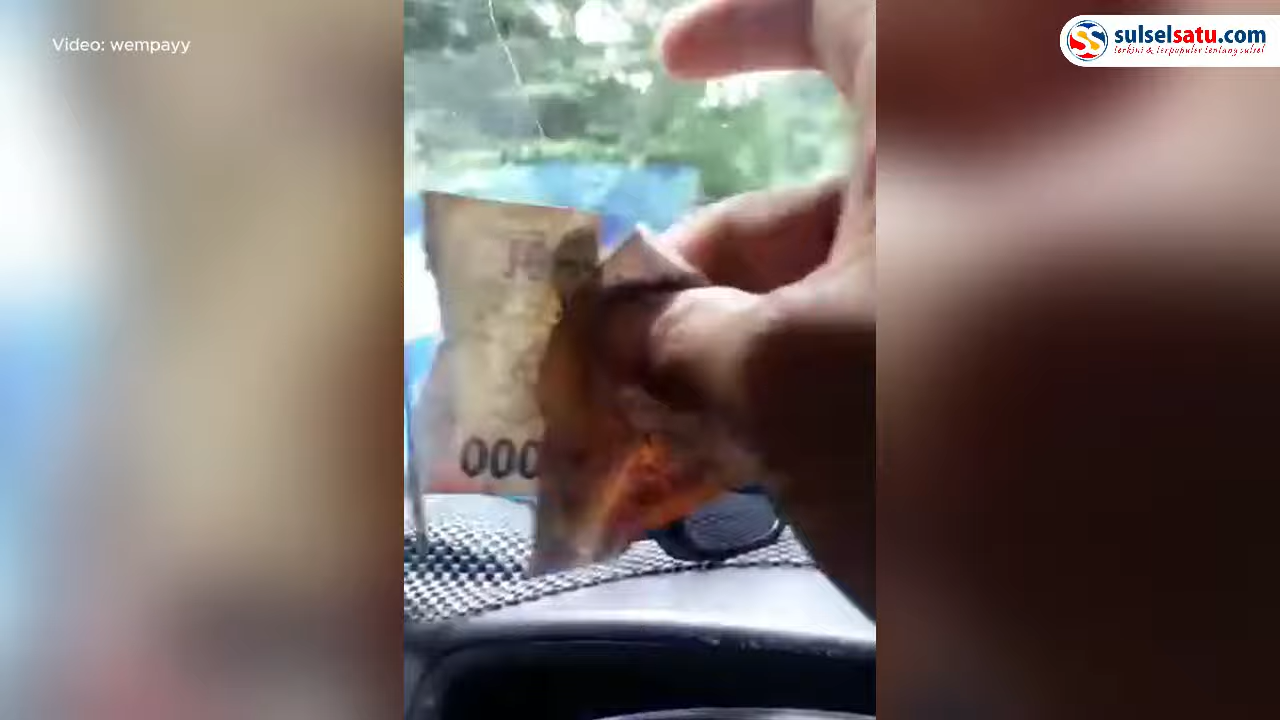 Video: wempayy
sulselsatu.com
terkini & terpopuler tentang sulsel
000